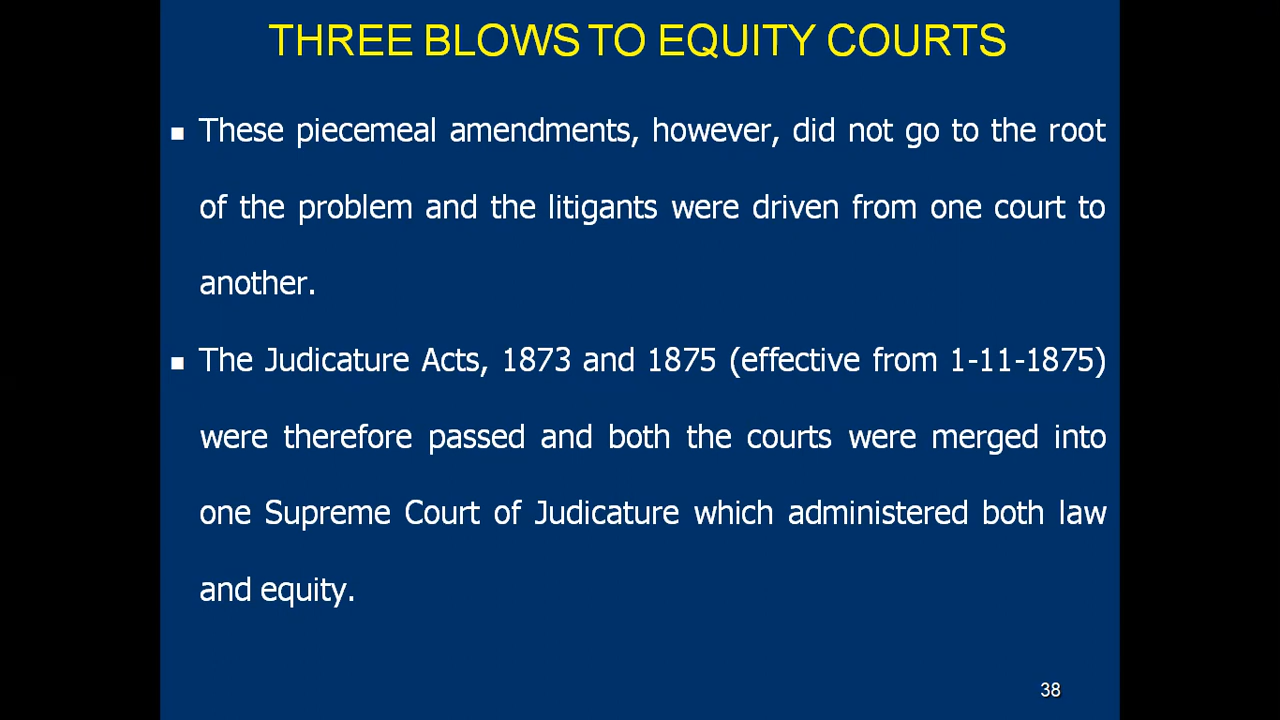 THREE BLOWS TO EQUITY COURTS
These piecemeal amendments, however, did not go to the root
of the problem and the litigants were driven from one court to
another.
The Judicature Acts, 1873 and 1875 (effective from 1-11-1875)
were therefore passed and both the courts were merged into
one Supreme Court of Judicature which administered both law
and equity.
38